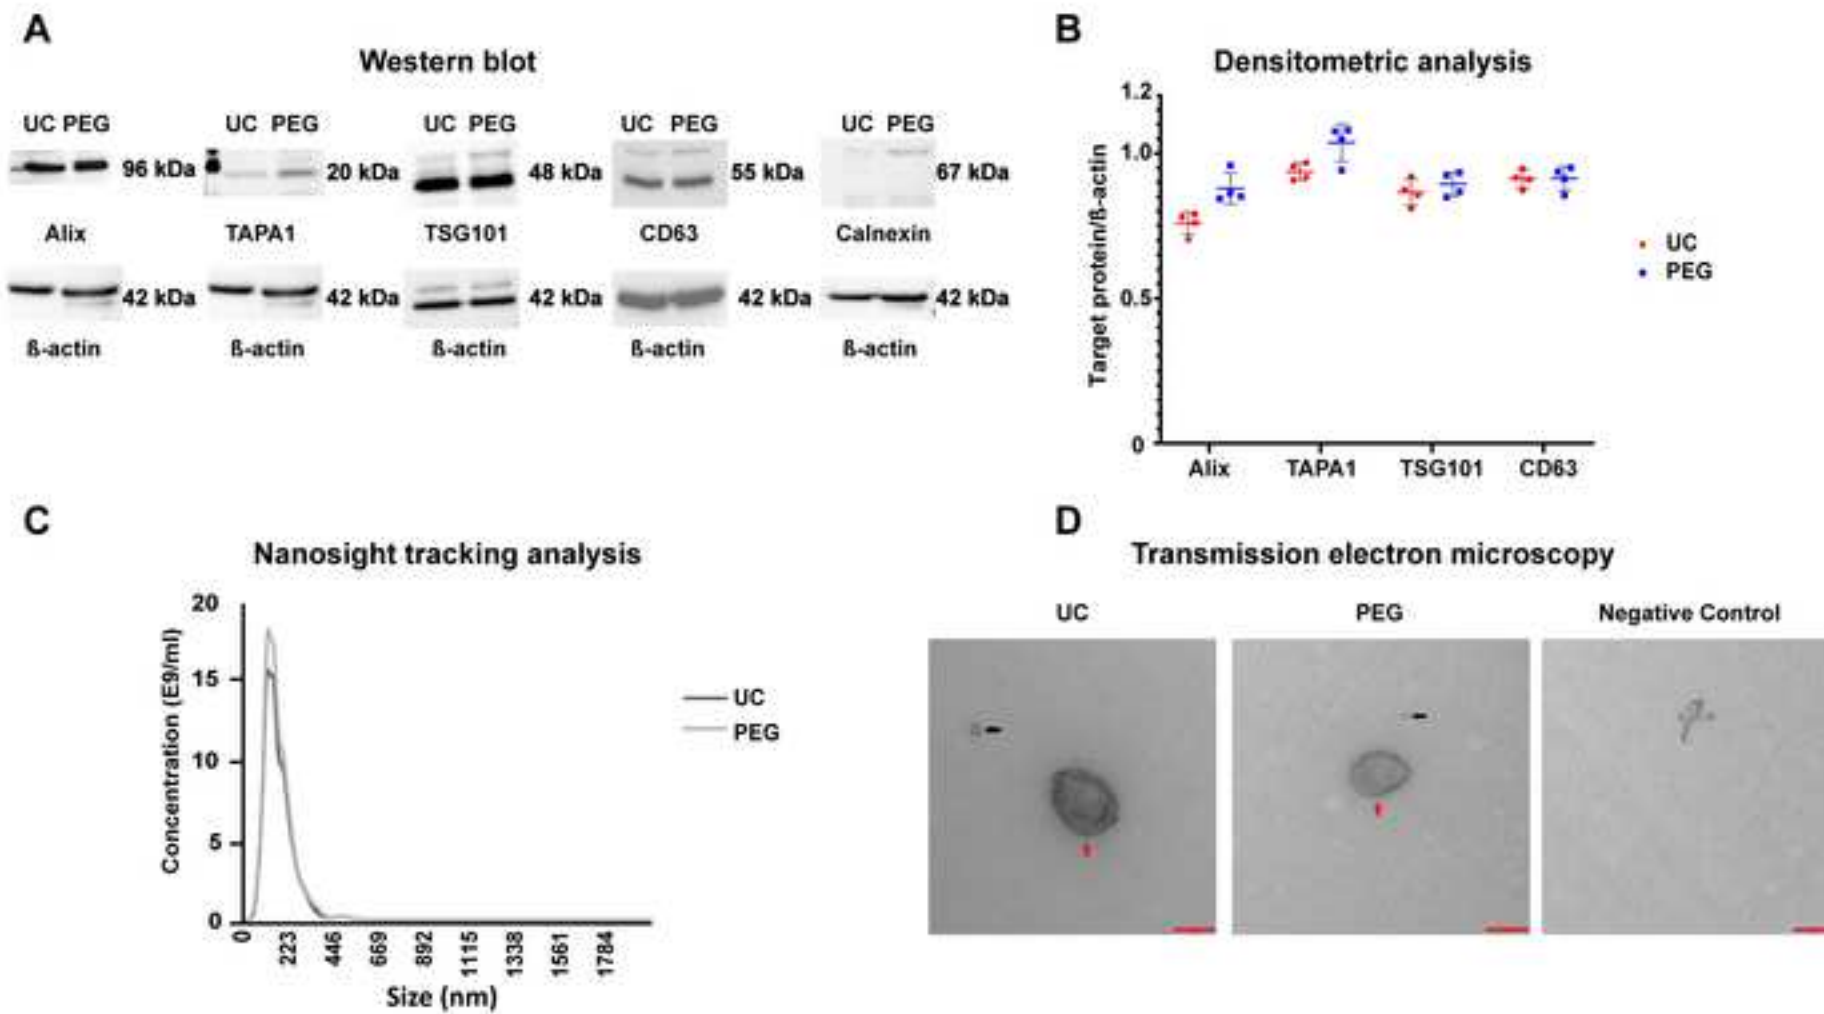 A
Western blot
UC PEG
UC PEG
UC PEG
UC PEG
UC PEG
96 kDa
20 kDa
48 kDa
55 kDa
67 kDa
Alix
TAPA1
TSG101
CD63
Calnexin
42 kDa
42 kDa
42 kDa
42 kDa
42 kDa
ß-actin
ß-actin
ß-actin
ß-actin
ß-actin
B
Densitometric analysis
Target protein/ß-actin
1.2
1.0
0.5
0
Alix
TAPA1
TSG101
CD63
UC
PEG
C
Nanosight tracking analysis
Concentration (E9/ml)
20
15
10
5
0
0
223
446
669
892
1115
1338
1561
1784
Size (nm)
UC
PEG
D
Transmission electron microscopy
UC
PEG
Negative Control